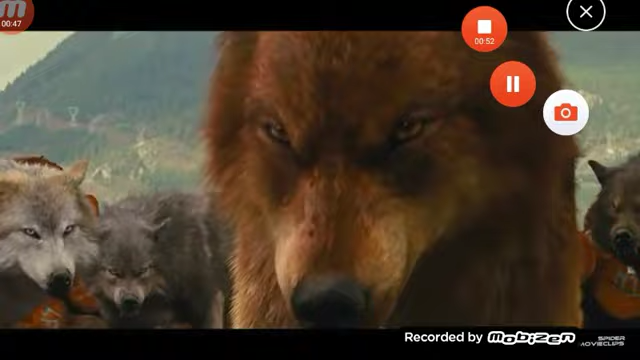 00:47
00:52
Recorded by mobizen
SPIDER
MOVIECLIPS